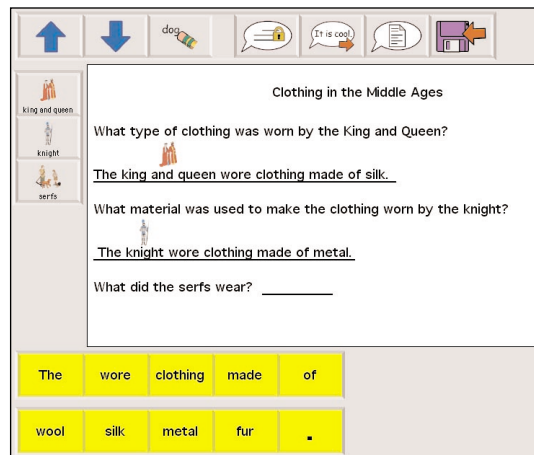 dog
It is cool.
king and queen
knight
serfs
Clothing in the Middle Ages
What type of clothing was worn by the King and Queen?
The king and queen wore clothing made of silk.
What material was used to make the clothing worn by the knight?
The knight wore clothing made of metal.
What did the serfs wear? __________
The wore clothing made of
wool silk metal fur .